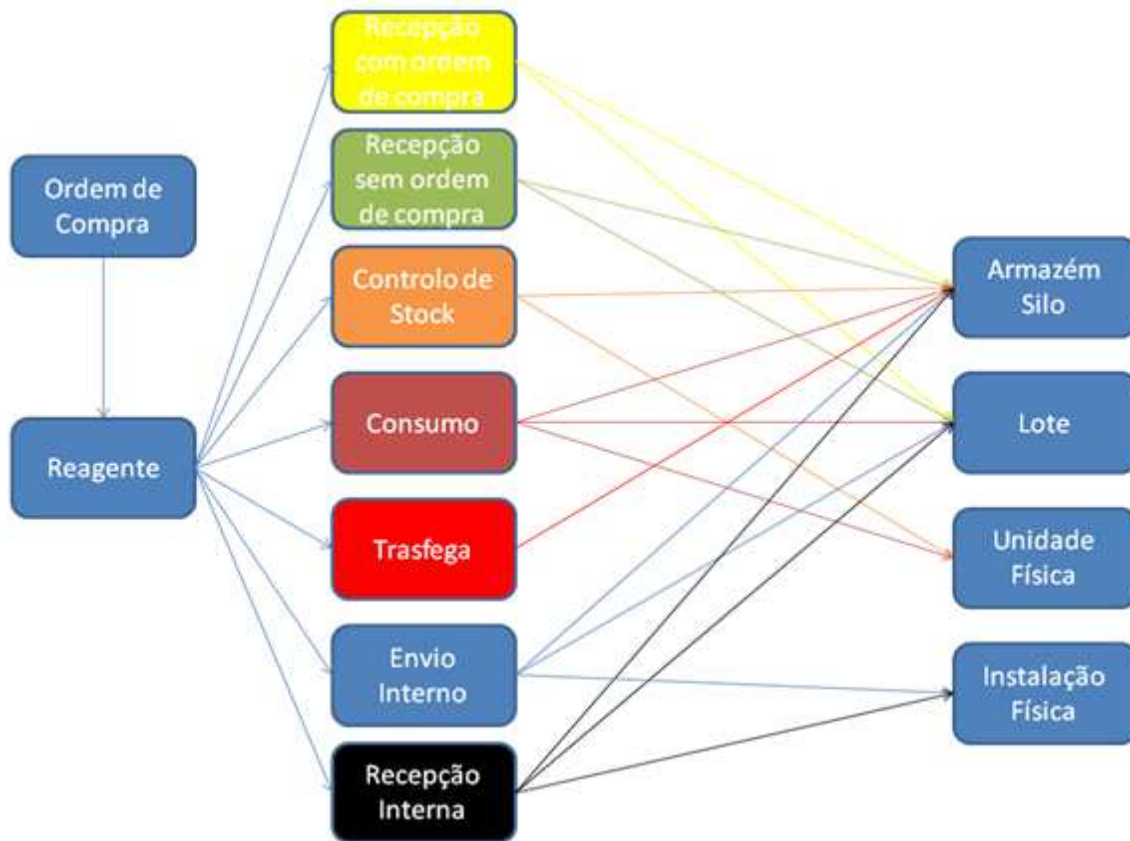 Ordem de
Compra
Reagente
Recepção
com ordem
de compra
Recepção
sem ordem
de compra
Controlo de
Stock
Consumo
Trasfega
Envio
Interno
Recepção
Interna
Armazém
Silo
Lote
Unidade
Física
Instalação
Física